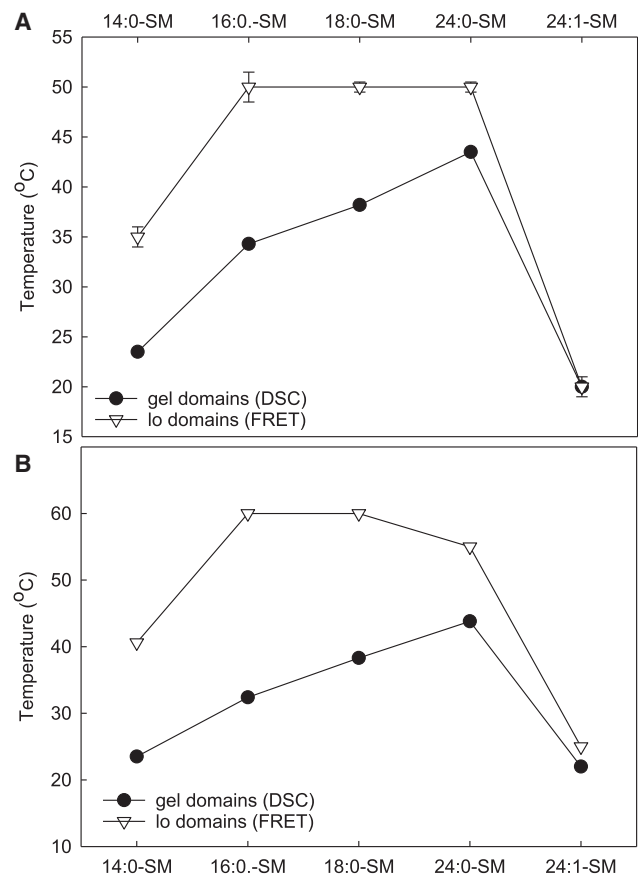 A
14:0-SM 16:0.-SM 18:0-SM 24:0-SM 24:1-SM
55
50
45
40
35
30
25
20
15
Temperature (°C)
gel domains (DSC)
lo domains (FRET)
B
60
50
40
30
20
10
Temperature (°C)
gel domains (DSC)
lo domains (FRET)
14:0-SM 16:0.-SM 18:0-SM 24:0-SM 24:1-SM